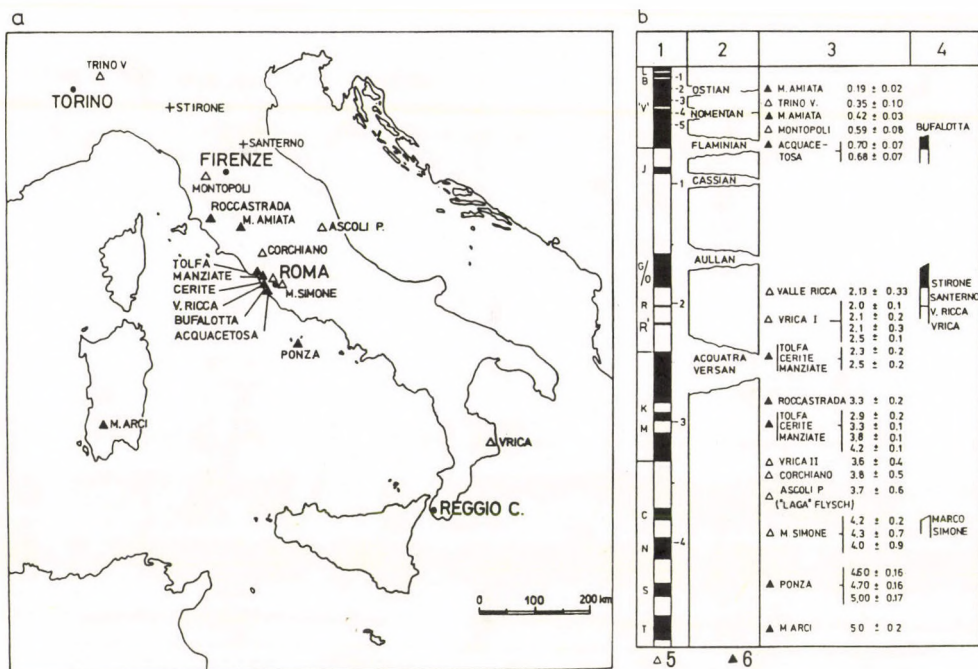 a
TRINO V
TORINO
STIRONE
SANTERNO
FIRENZE
MONTOPOLI
ROCCASTRADA
M. AMIATA
ASCOLI P.
CORCHIANO
TOLFA
MANZIATE
CERITE
V. RICCA
BUFALOTTA
ACQUACETOSA
ROMA
M. SIMONE
PONZA
M. ARCI
VRICA
REGGIO C.
0 100 200 km
b
1 2 3 4
L
B
'V'
J
G/O
R
R'
K
M
C
N
S
T
-1
-2
-3
-4
-5
-1
-2
-3
-4
OSTIAN
NOMENTAN
FLAMINIAN
CASSIAN
AULLAN
ACQUATRA
VERSAN
M. AMIATA 0.19 ± 0.02
TRINO V. 0.35 ± 0.10
M. AMIATA 0.42 ± 0.03
MONTOPOLI 0.59 ± 0.08
ACQUACE- 0.70 ± 0.07
TOSA 0.68 ± 0.07
VALLE RICCA 2.13 ± 0.33
2.0 ± 0.1
VRICA I 2.1 ± 0.2
2.1 ± 0.3
2.5 ± 0.1
TOLFA 2.3 ± 0.2
CERITE
MANZIATE 2.5 ± 0.2
ROCCASTRADA 3.3 ± 0.2
TOLFA 2.9 ± 0.2
CERITE 3.3 ± 0.1
MANZIATE 3.8 ± 0.1
4.2 ± 0.1
VRICA II 3.6 ± 0.4
CORCHIANO 3.8 ± 0.5
ASCOLI P 3.7 ± 0.6
("LAGA" FLYSCH)
4.2 ± 0.2
M. SIMONE 4.3 ± 0.7
4.0 ± 0.9
4.60 ± 0.16
PONZA 4.70 ± 0.16
5,00 ± 0.17
M ARCI 5.0 ± 0.2
BUFALOTTA
STIRONE
SANTERNO
V. RICCA
VRICA
MARCO
SIMONE
5 6